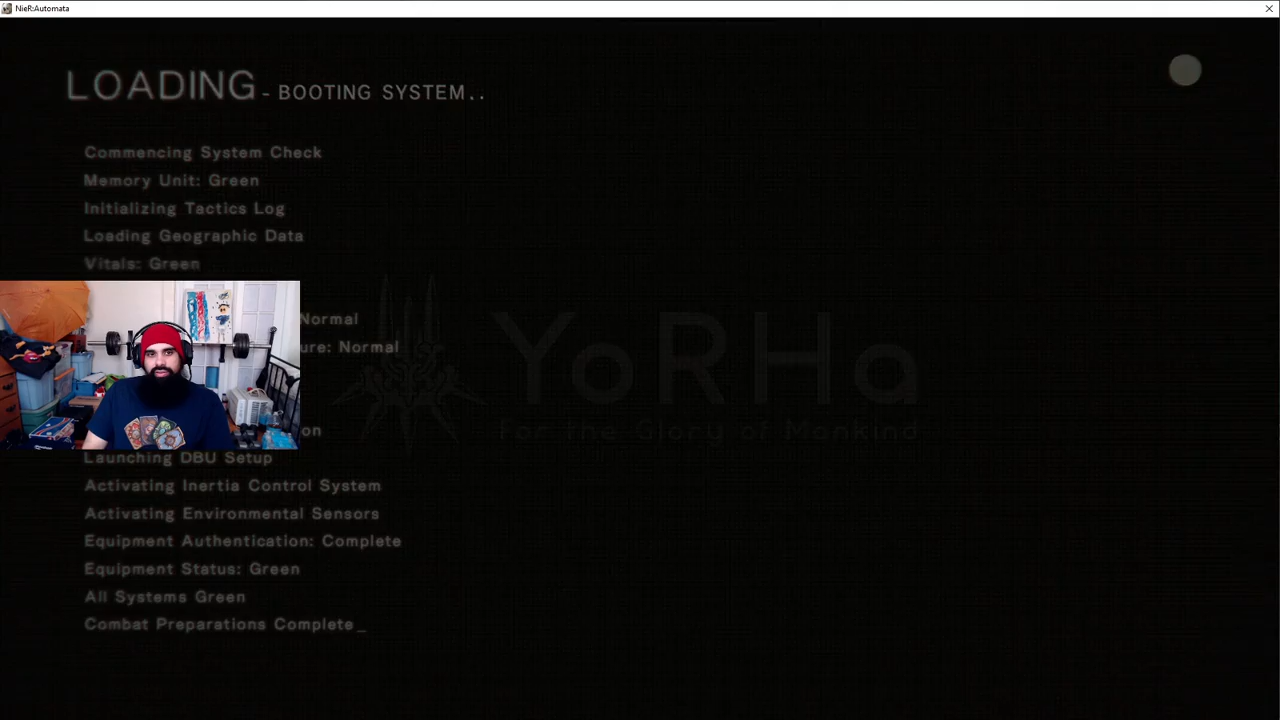 NieR:Automata
LOADING - BOOTING SYSTEM..
Commencing System Check
Memory Unit: Green
Initializing Tactics Log
Loading Geographic Data
Vitals: Green
Normal
ure: Normal
on
Launching DBU Setup
Activating Inertia Control System
Activating Environmental Sensors
Equipment Authentication: Complete
Equipment Status: Green
All Systems Green
Combat Preparations Complete_
YoRHa
For the Glory of Mankind